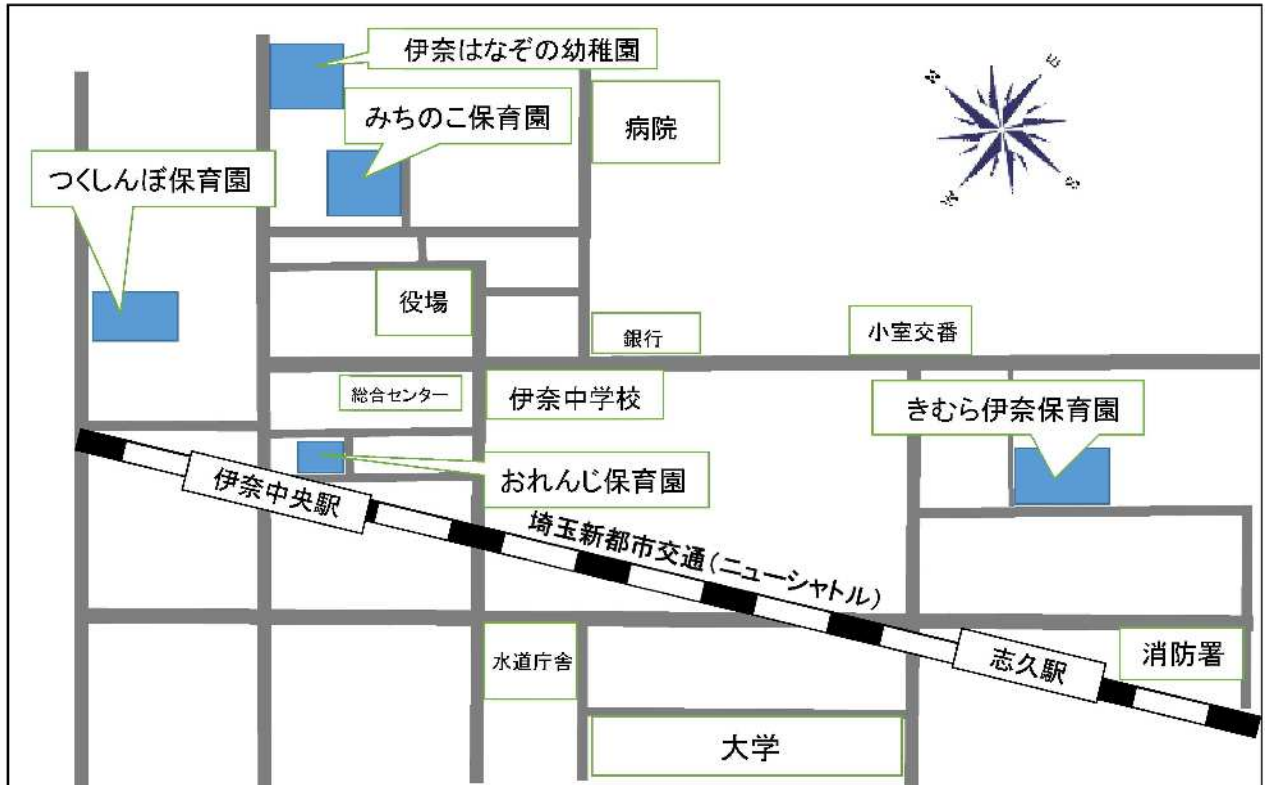 伊奈はなぞの幼稚園
みちのこ保育園
病院
つくしんぼ保育園
役場
銀行
小室交番
総合センター
伊奈中学校
きむら伊奈保育園
おれんじ保育園
伊奈中央駅
埼玉新都市交通(ニューシャトル)
水道庁舎
志久駅
消防署
大学
N
E
W
S